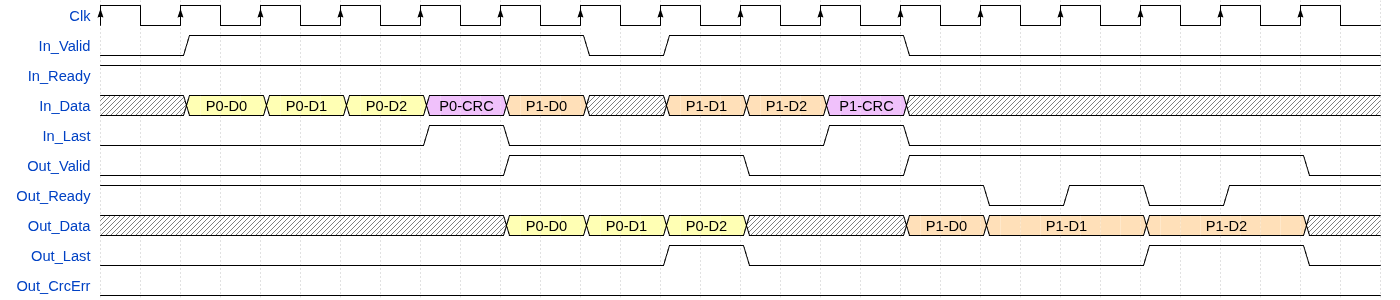 Clk
In_Valid
In_Ready
In_Data P0-D0 P0-D1 P0-D2 P0-CRC P1-D0 P1-D1 P1-D2 P1-CRC
In_Last
Out_Valid
Out_Ready
Out_Data P0-D0 P0-D1 P0-D2 P1-D0 P1-D1 P1-D2
Out_Last
Out_CrcErr